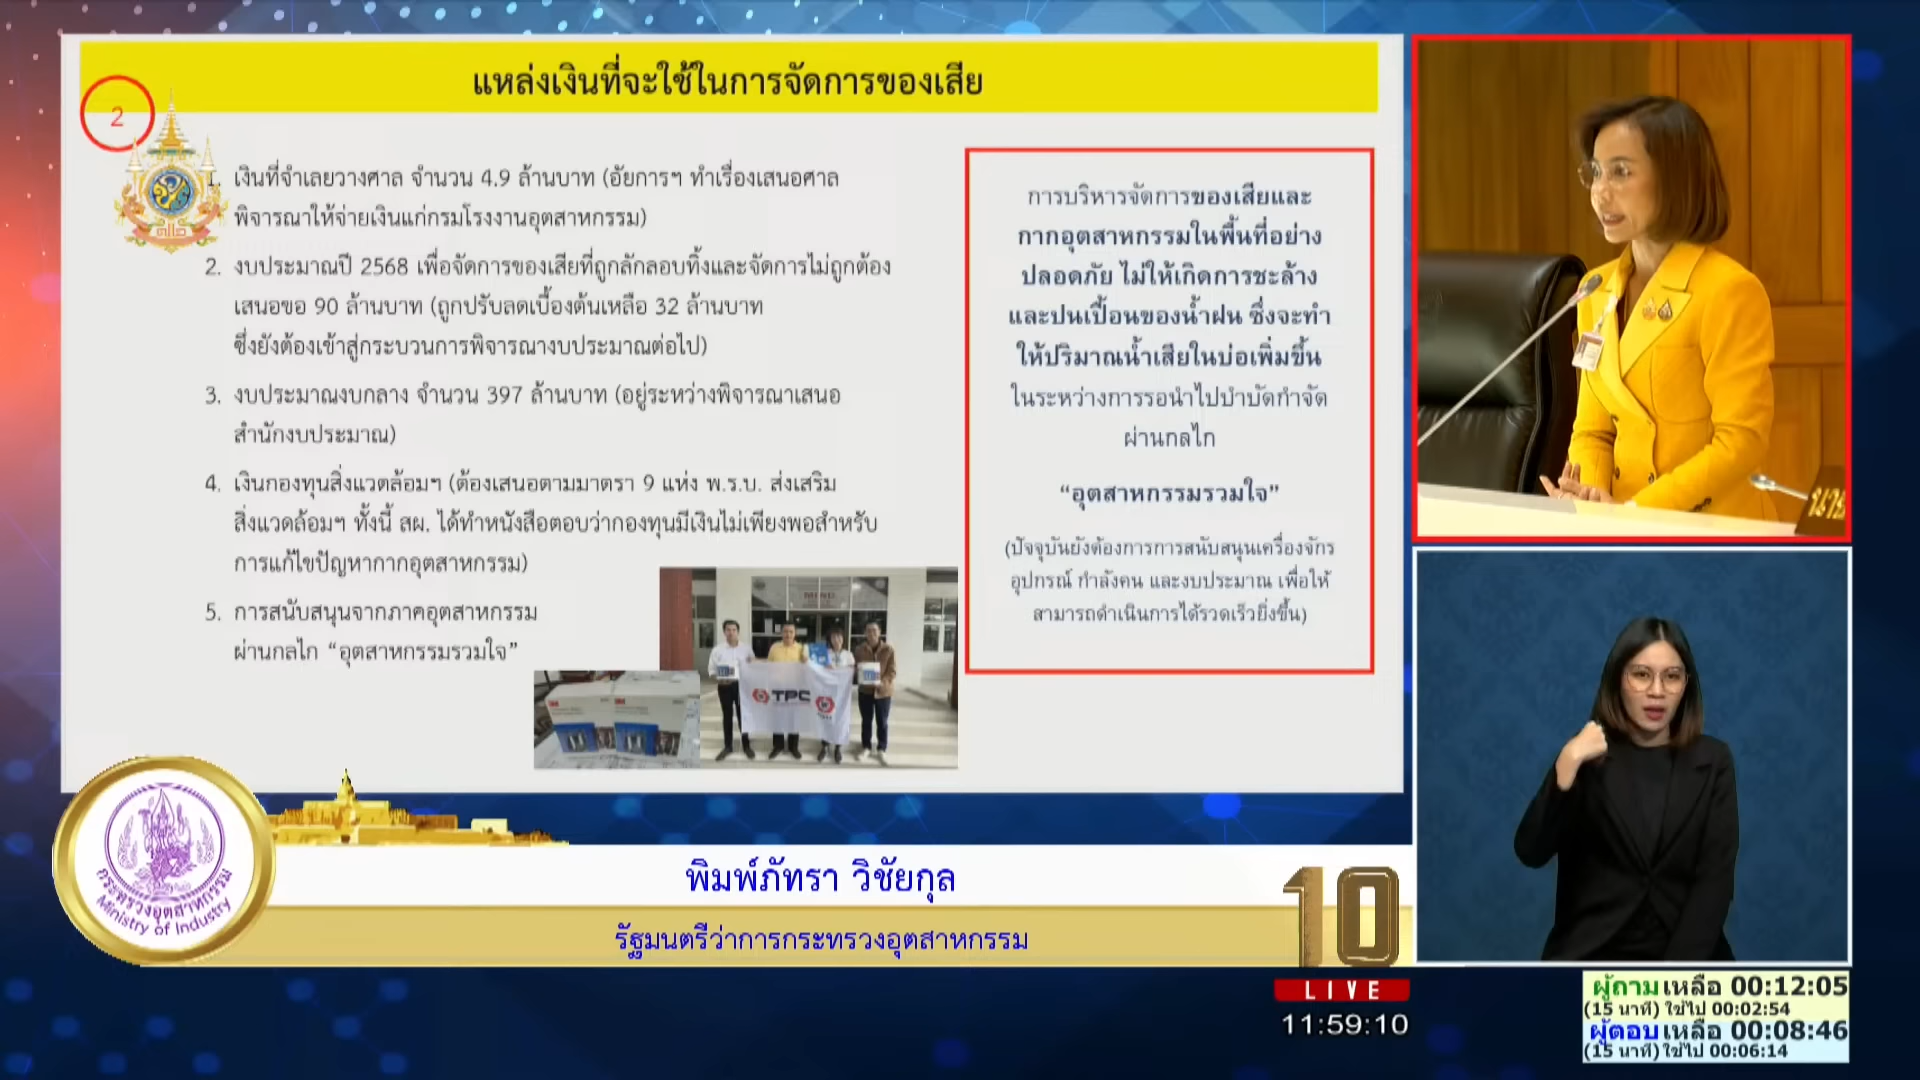 แหล่งเงินที่จะใช้ในการจัดการของเสีย
2
1. เงินที่จำเลยวางศาล จำนวน 4.9 ล้านบาท (อัยการฯ ทำเรื่องเสนอศาล
พิจารณาให้จ่ายเงินแก่กรมโรงงานอุตสาหกรรม)
2. งบประมาณปี 2568 เพื่อจัดการของเสียที่ถูกลักลอบทิ้งและจัดการไม่ถูกต้อง
เสนอขอ 90 ล้านบาท (ถูกปรับลดเบื้องต้นเหลือ 32 ล้านบาท
ซึ่งยังต้องเข้าสู่กระบวนการพิจารณางบประมาณต่อไป)
3. งบประมาณงบกลาง จำนวน 397 ล้านบาท (อยู่ระหว่างพิจารณาเสนอ
สำนักงบประมาณ)
4. เงินกองทุนสิ่งแวดล้อมฯ (ต้องเสนอตามมาตรา 9 แห่ง พ.ร.บ. ส่งเสริม
สิ่งแวดล้อมฯ ทั้งนี้ สผ. ได้ทำหนังสือตอบว่ากองทุนมีเงินไม่เพียงพอสำหรับ
การแก้ไขปัญหากากอุตสาหกรรม)
5. การสนับสนุนจากภาคอุตสาหกรรม
ผ่านกลไก “อุตสาหกรรมรวมใจ”
TPC
การบริหารจัดการของเสียและ
กากอุตสาหกรรมในพื้นที่อย่าง
ปลอดภัย ไม่ให้เกิดการชะล้าง
และปนเปื้อนของน้ำฝน ซึ่งจะทำ
ให้ปริมาณน้ำเสียในบ่อเพิ่มขึ้น
ในระหว่างการรอนำไปบำบัดกำจัด
ผ่านกลไก
“อุตสาหกรรมรวมใจ”
(ปัจจุบันยังต้องการการสนับสนุนเครื่องจักร
อุปกรณ์ กำลังคน และงบประมาณ เพื่อให้
สามารถดำเนินการได้รวดเร็วยิ่งขึ้น)
กระทรวงอุตสาหกรรม
Ministry of Industry
พิมพ์ภัทรา วิชัยกุล
รัฐมนตรีว่าการกระทรวงอุตสาหกรรม
10
LIVE
11:59:10
ผู้ถามเหลือ 00:12:05
(15 นาที) ใช้ไป 00:02:54
ผู้ตอบเหลือ 00:08:46
(15 นาที) ใช้ไป 00:06:14